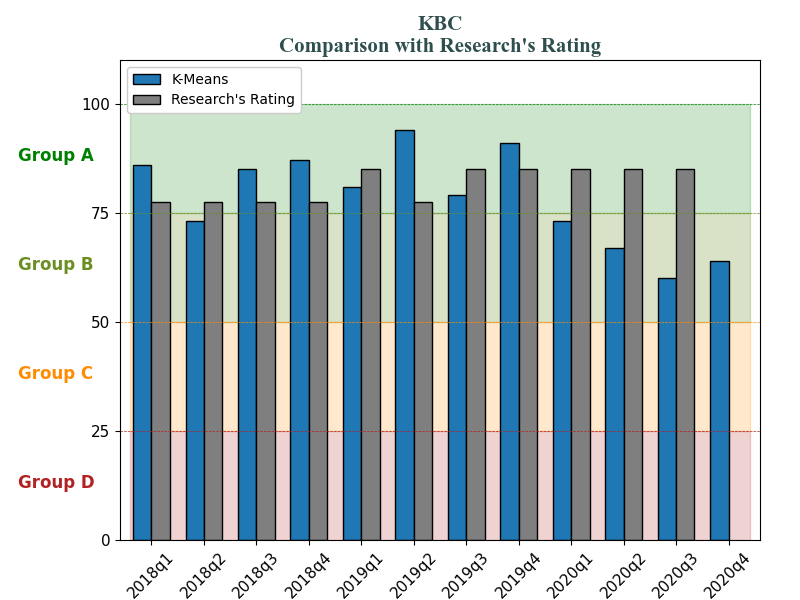 KBC
Comparison with Research's Rating
K-Means
Research's Rating
100
Group A
75
Group B
50
Group C
25
Group D
0
2018q1 2018q2 2018q3 2018q4 2019q1 2019q2 2019q3 2019q4 2020q1 2020q2 2020q3 2020q4